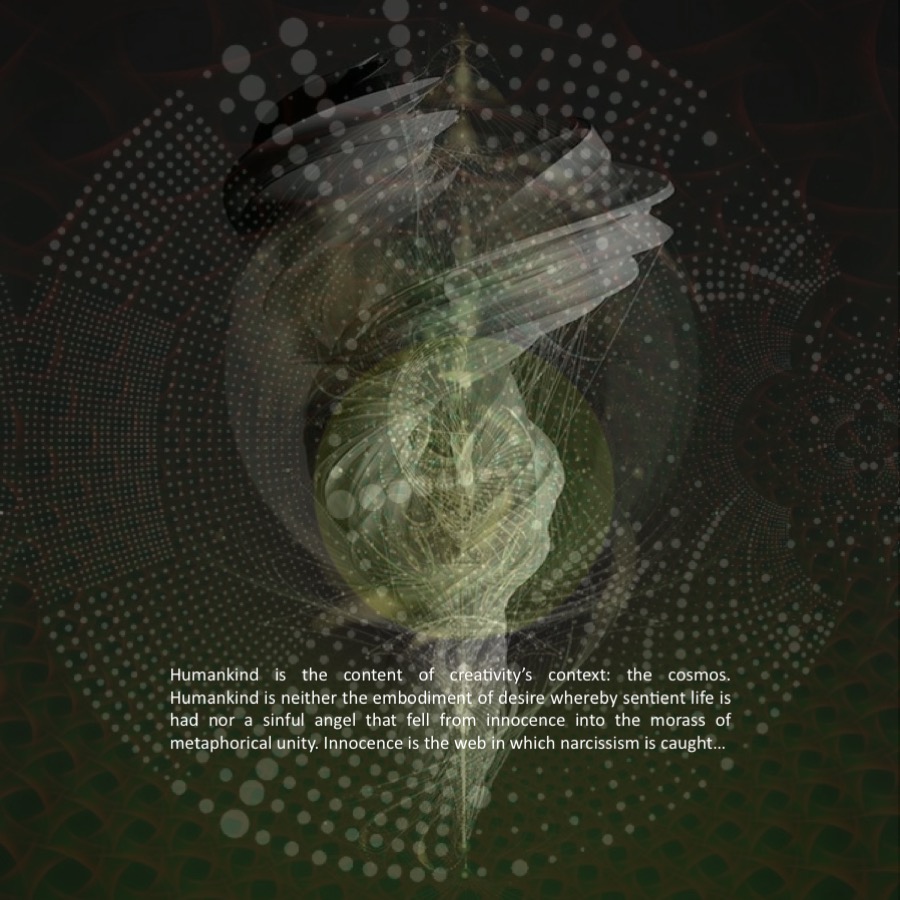 Humankind is the content of creativity’s context: the cosmos.
Humankind is neither the embodiment of desire whereby sentient life is
had nor a sinful angel that fell from innocence into the morass of
metaphorical unity. Innocence is the web in which narcissism is caught...